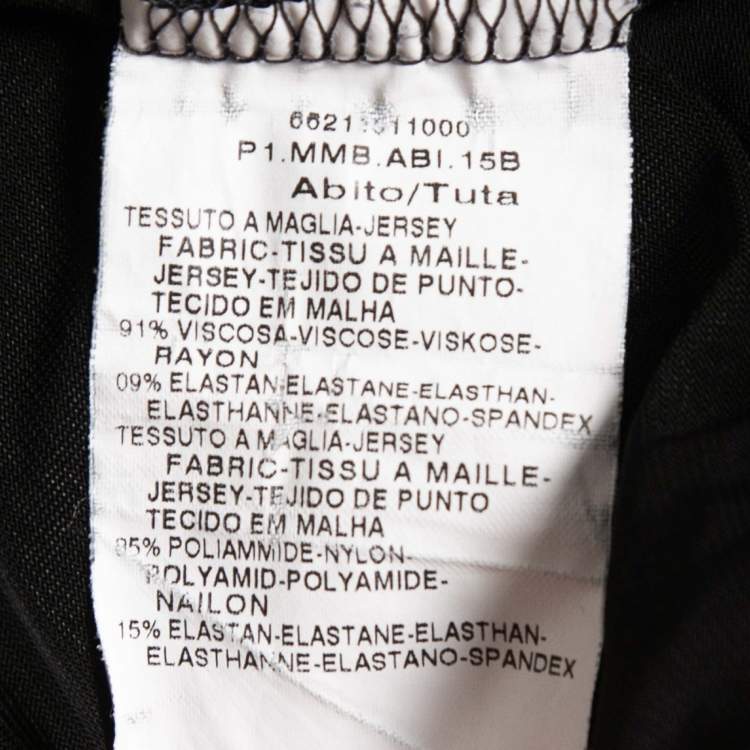 P1.MMB.ABI.15B
Abito/Tuta
TESSUTO A MAGLIA-JERSEY
FABRIC-TISSU A MAILLE-
JERSEY-TEJIDO DE PUNTO-
TECIDO EM MALHA
91% VISCOSA-VISCOSE-VISKOSE-
RAYON
09% ELASTAN-ELASTANE-ELASTHAN-
ELASTHANNE-ELASTANO-SPANDEX
TESSUTO A MAGLIA-JERSEY
FABRIC-TISSU A MAILLE-
JERSEY-TEJIDO DE PUNTO
TECIDO EM MALHA
85% POLIAMMIDE-NYLON-
POLYAMID-POLYAMIDE-
NAILON
15% ELASTAN-ELASTANE-ELASTHAN-
ELASTHANNE-ELASTANO-SPANDEX